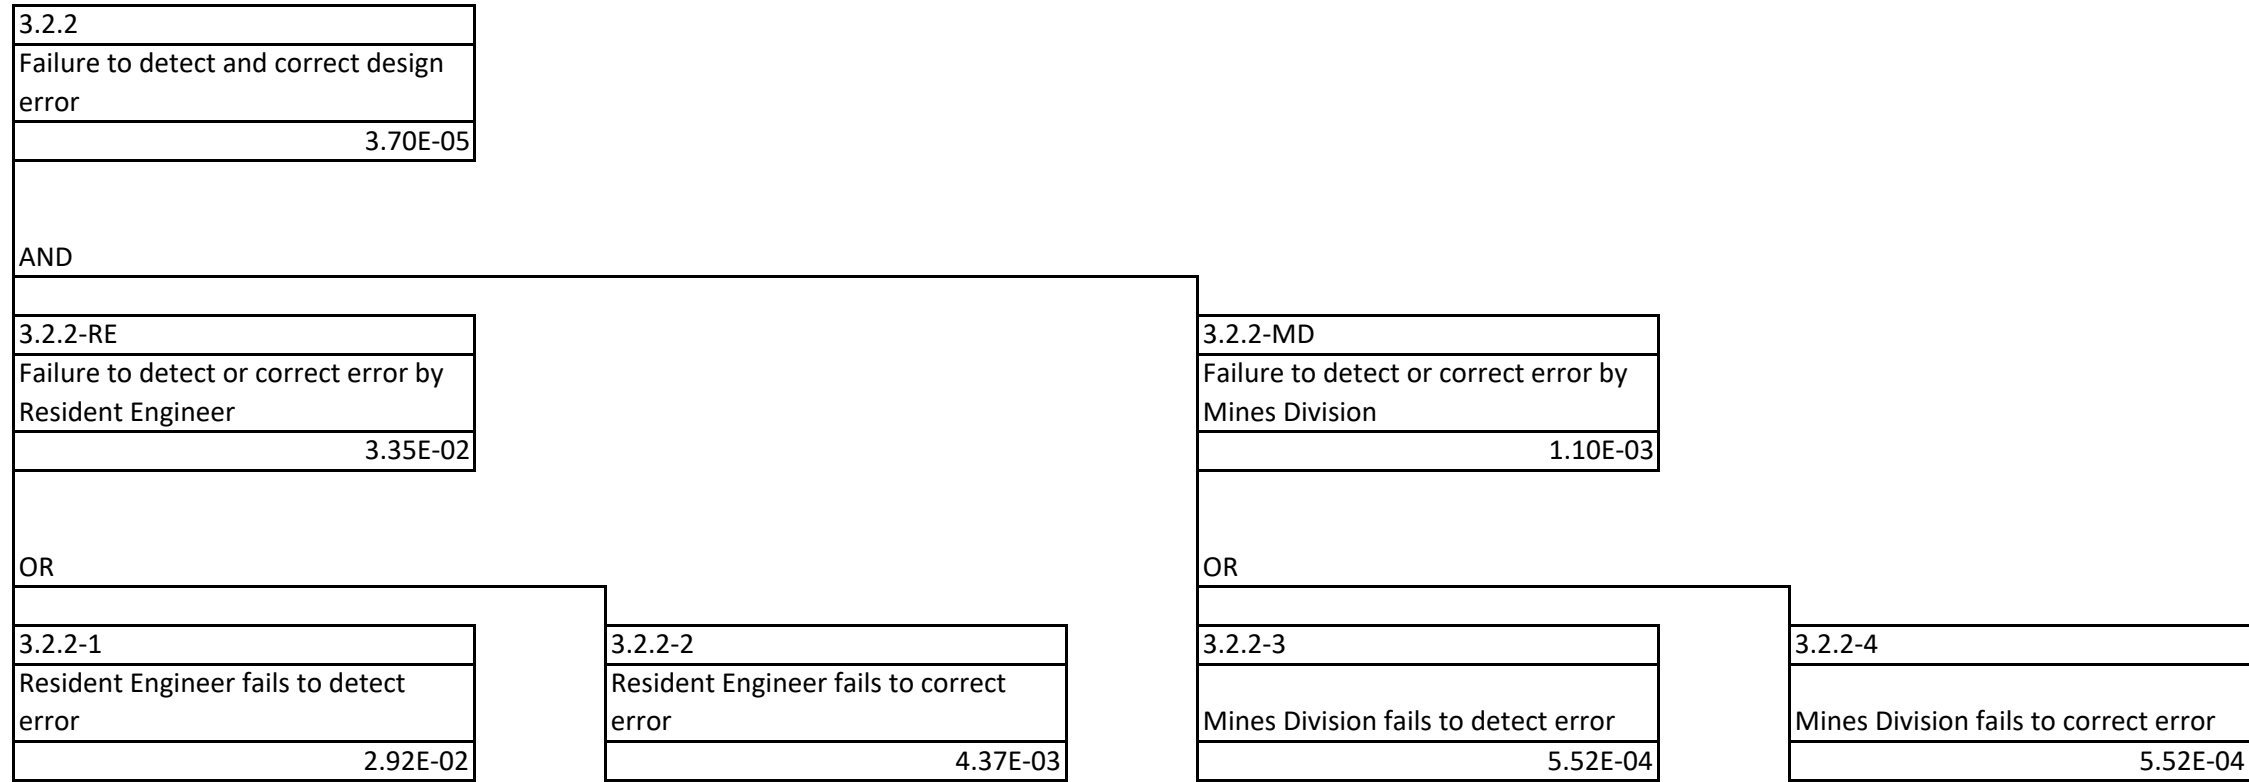 3.2.2
Failure to detect and correct design
error
3.70E-05
AND
3.2.2-RE
Failure to detect or correct error by
Resident Engineer
3.35E-02
3.2.2-MD
Failure to detect or correct error by
Mines Division
1.10E-03
OR
OR
3.2.2-1
Resident Engineer fails to detect
error
2.92E-02
3.2.2-2
Resident Engineer fails to correct
error
4.37E-03
3.2.2-3
Mines Division fails to detect error
5.52E-04
3.2.2-4
Mines Division fails to correct error
5.52E-04